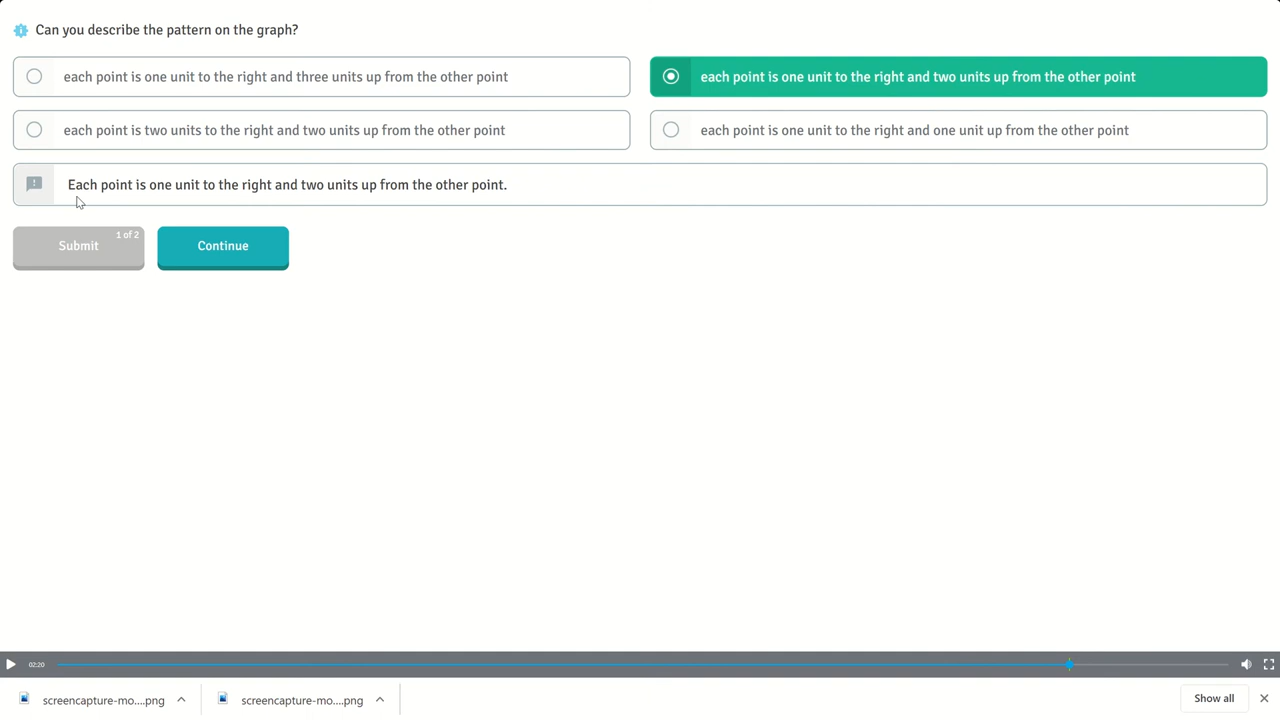 Can you describe the pattern on the graph?
each point is one unit to the right and three units up from the other point
each point is one unit to the right and two units up from the other point
each point is two units to the right and two units up from the other point
each point is one unit to the right and one unit up from the other point
Each point is one unit to the right and two units up from the other point.
Submit
1 of 2
Continue
02:20
screencapture-mo....png
screencapture-mo....png
Show all